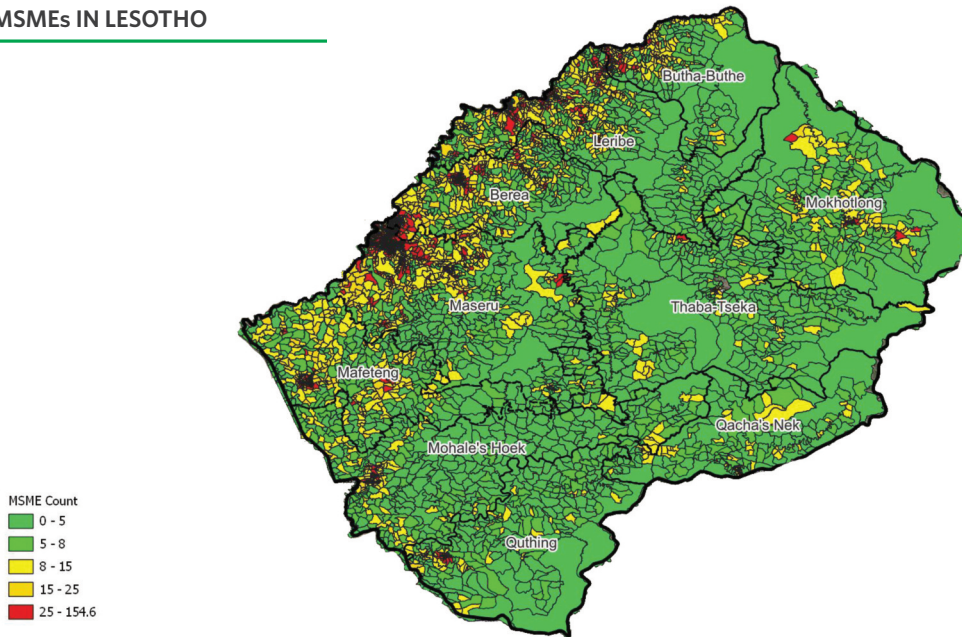 MSMEs IN LESOTHO
Butha-Buthe
Leribe
Mokhotlong
Berea
Maseru
Thaba-Tseka
Mafeteng
Qacha's Nek
Mohale's Hoek
Quthing
MSME Count
0 - 5
5 - 8
8 - 15
15 - 25
25 - 154.6